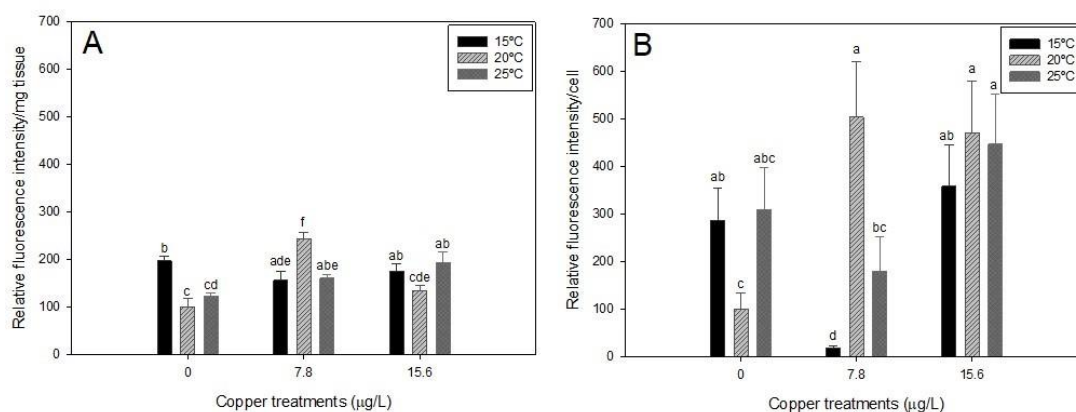 A
15ºC
20ºC
25ºC
Relative fluorescence intensity/mg tissue
700
600
500
400
300
200
100
0
b
c
cd
ade
f
abe
ab
cde
ab
0
7.8
15.6
Copper treatments (µg/L)
B
15ºC
20ºC
25ºC
Relative fluorescence intensity/cell
700
600
500
400
300
200
100
0
ab
c
abc
d
a
bc
ab
a
a
0
7.8
15.6
Copper treatments (µg/L)